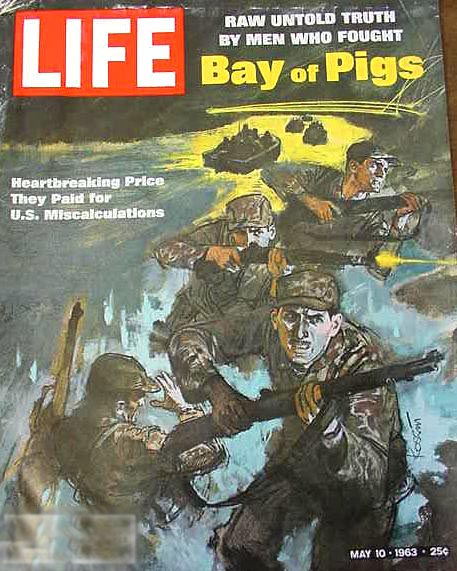 LIFE
RAW UNTOLD TRUTH
BY MEN WHO FOUGHT
Bay of Pigs
Heartbreaking Price
They Paid for
U.S. Miscalculations
MAY 10 · 1963 · 25¢